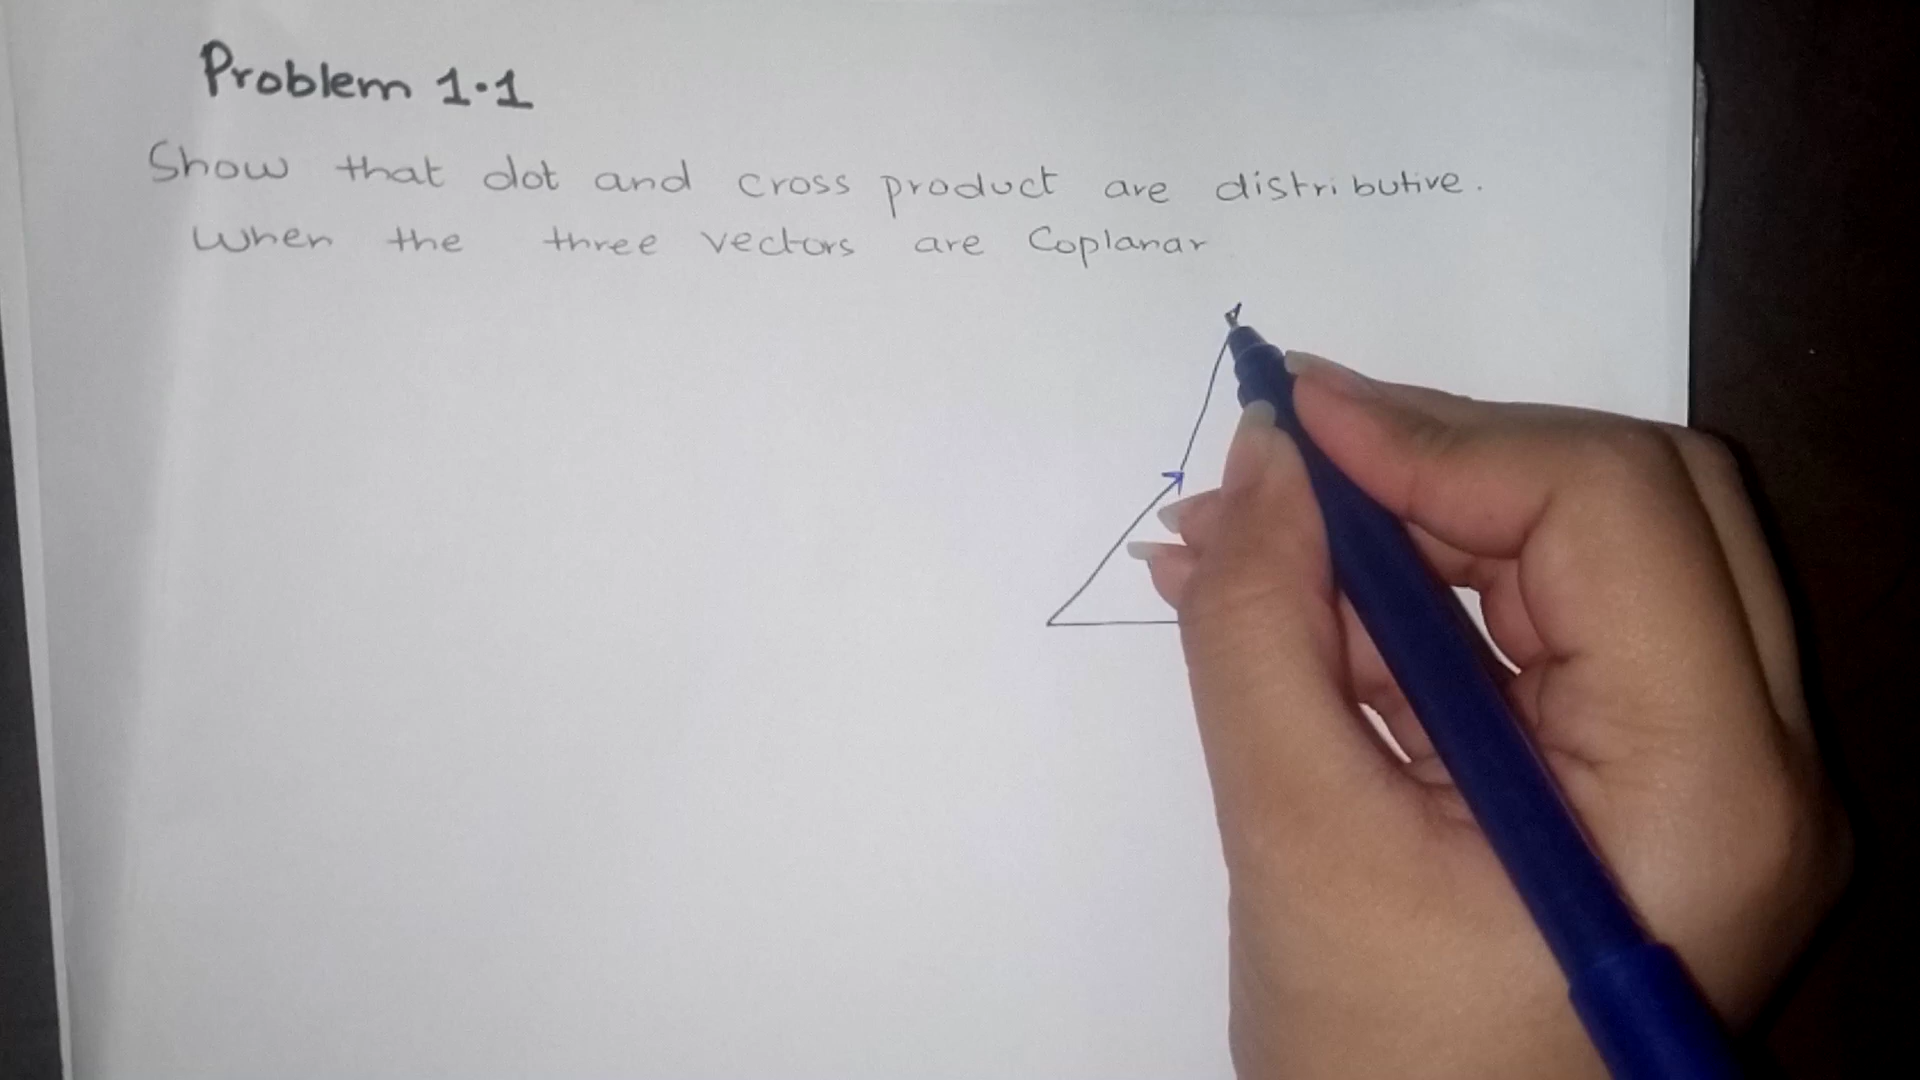 Problem 1.1
Show that dot and cross product are distributive.
When the three vectors are Coplanar